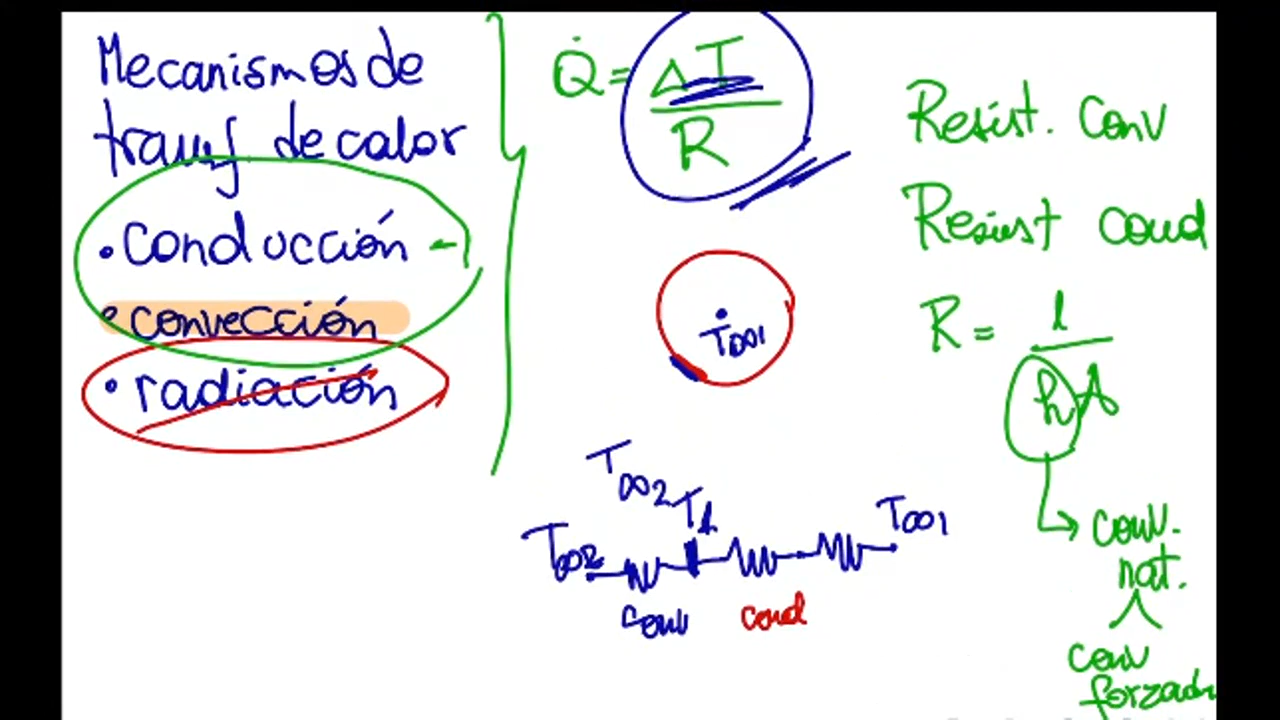 Mecanismos de
transf de calor
• conducción -
• convección
• radiación
Q̇ = ΔT
R
T∞1
T∞2
T∞2 T1 T∞1
conv cond
Resist. Conv
Resist cond
R = 1
hA
conv.
nat.
conv
forzada